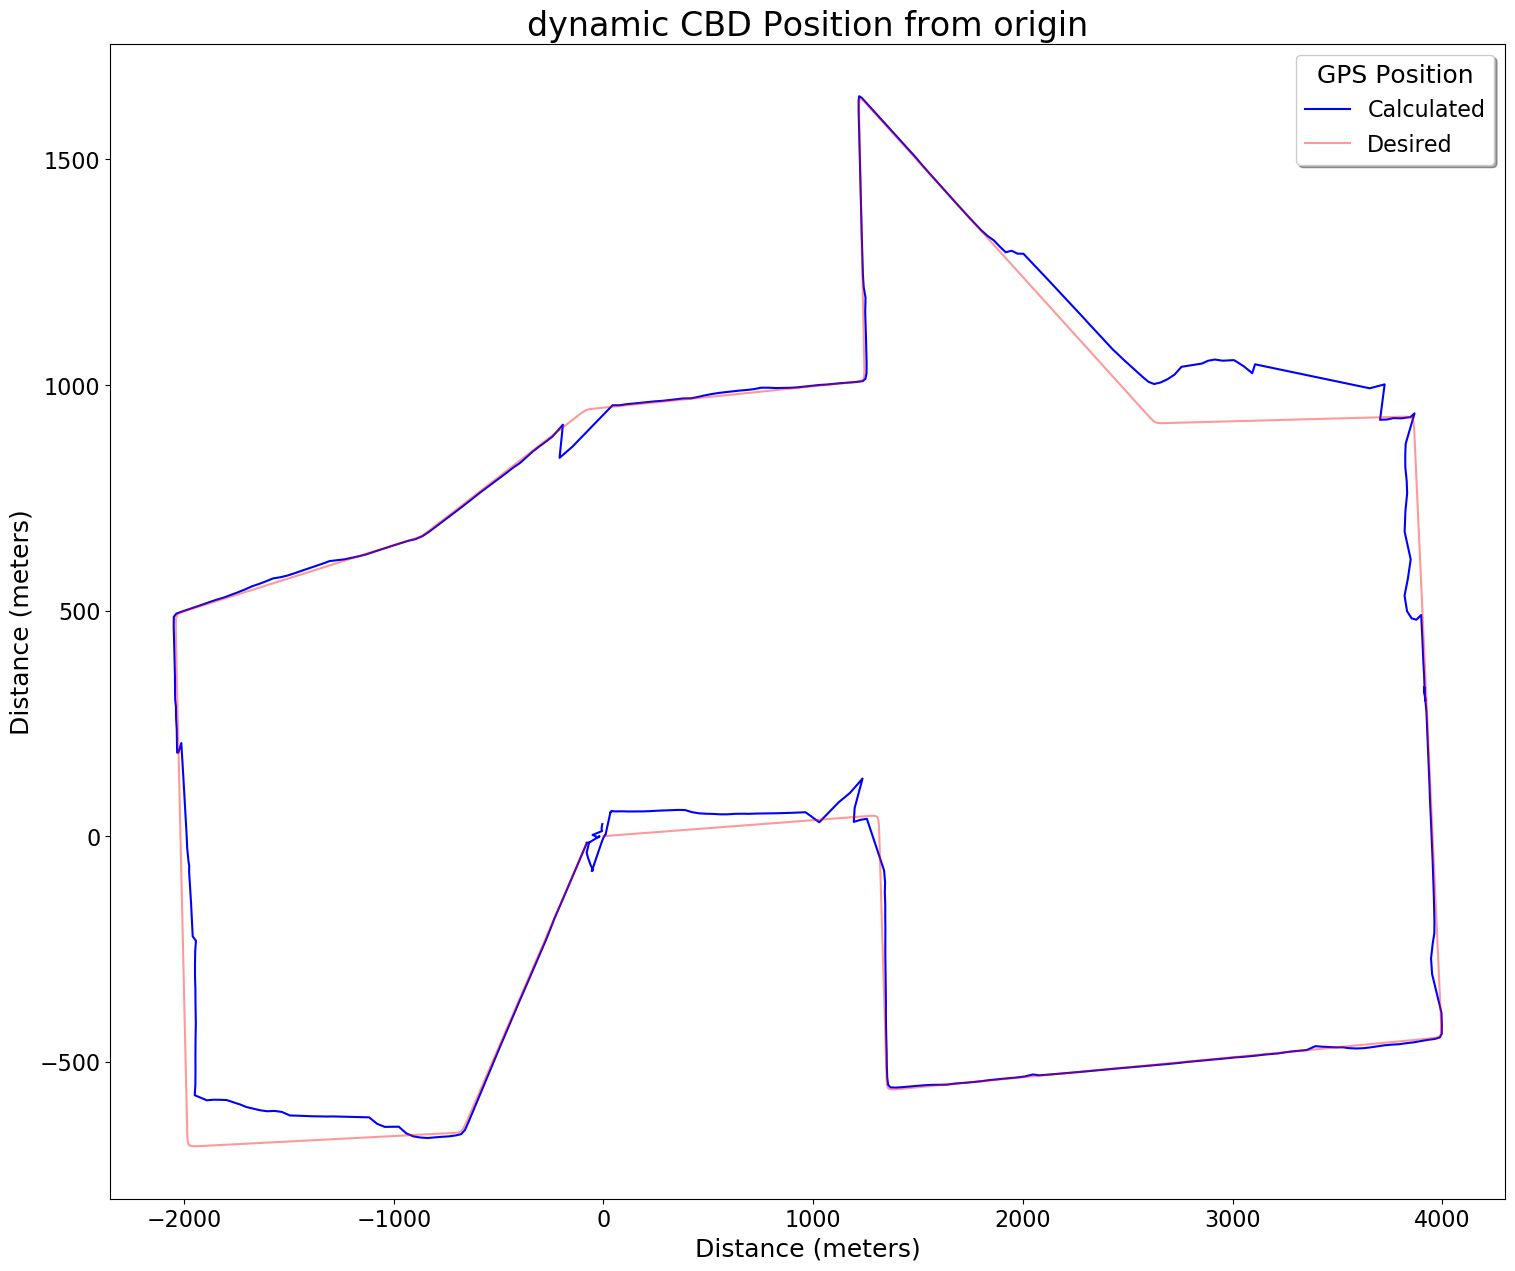 dynamic CBD Position from origin
GPS Position
Calculated
Desired
1500
1000
500
0
−500
Distance (meters)
−2000 −1000 0 1000 2000 3000 4000
Distance (meters)